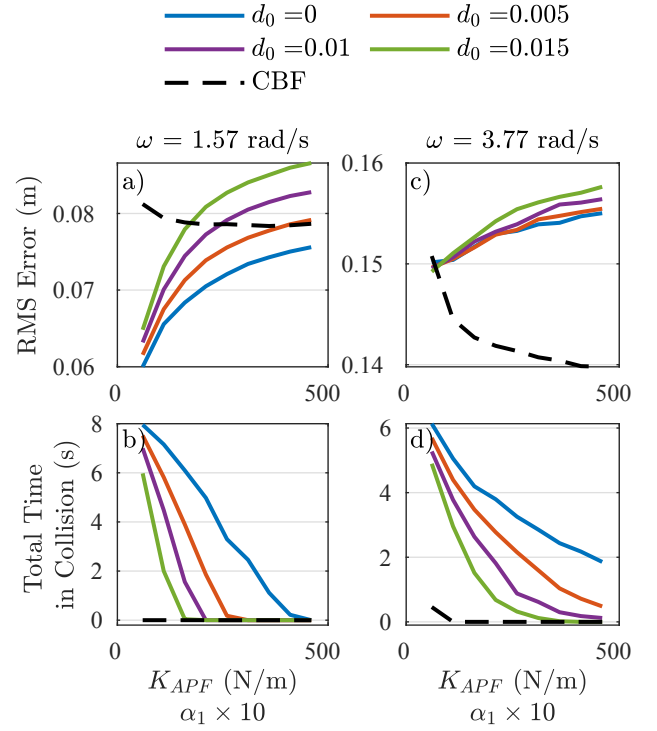 d₀ =0 d₀ =0.005
d₀ =0.01 d₀ =0.015
CBF
ω = 1.57 rad/s ω = 3.77 rad/s
a) c)
RMS Error (m)
0.08
0.07
0.06
0.16
0.15
0.14
0 500 0 500
b) d)
Total Time
in Collision (s)
8
6
4
2
0
6
4
2
0
0 500 0 500
K_APF (N/m) K_APF (N/m)
α₁ × 10 α₁ × 10